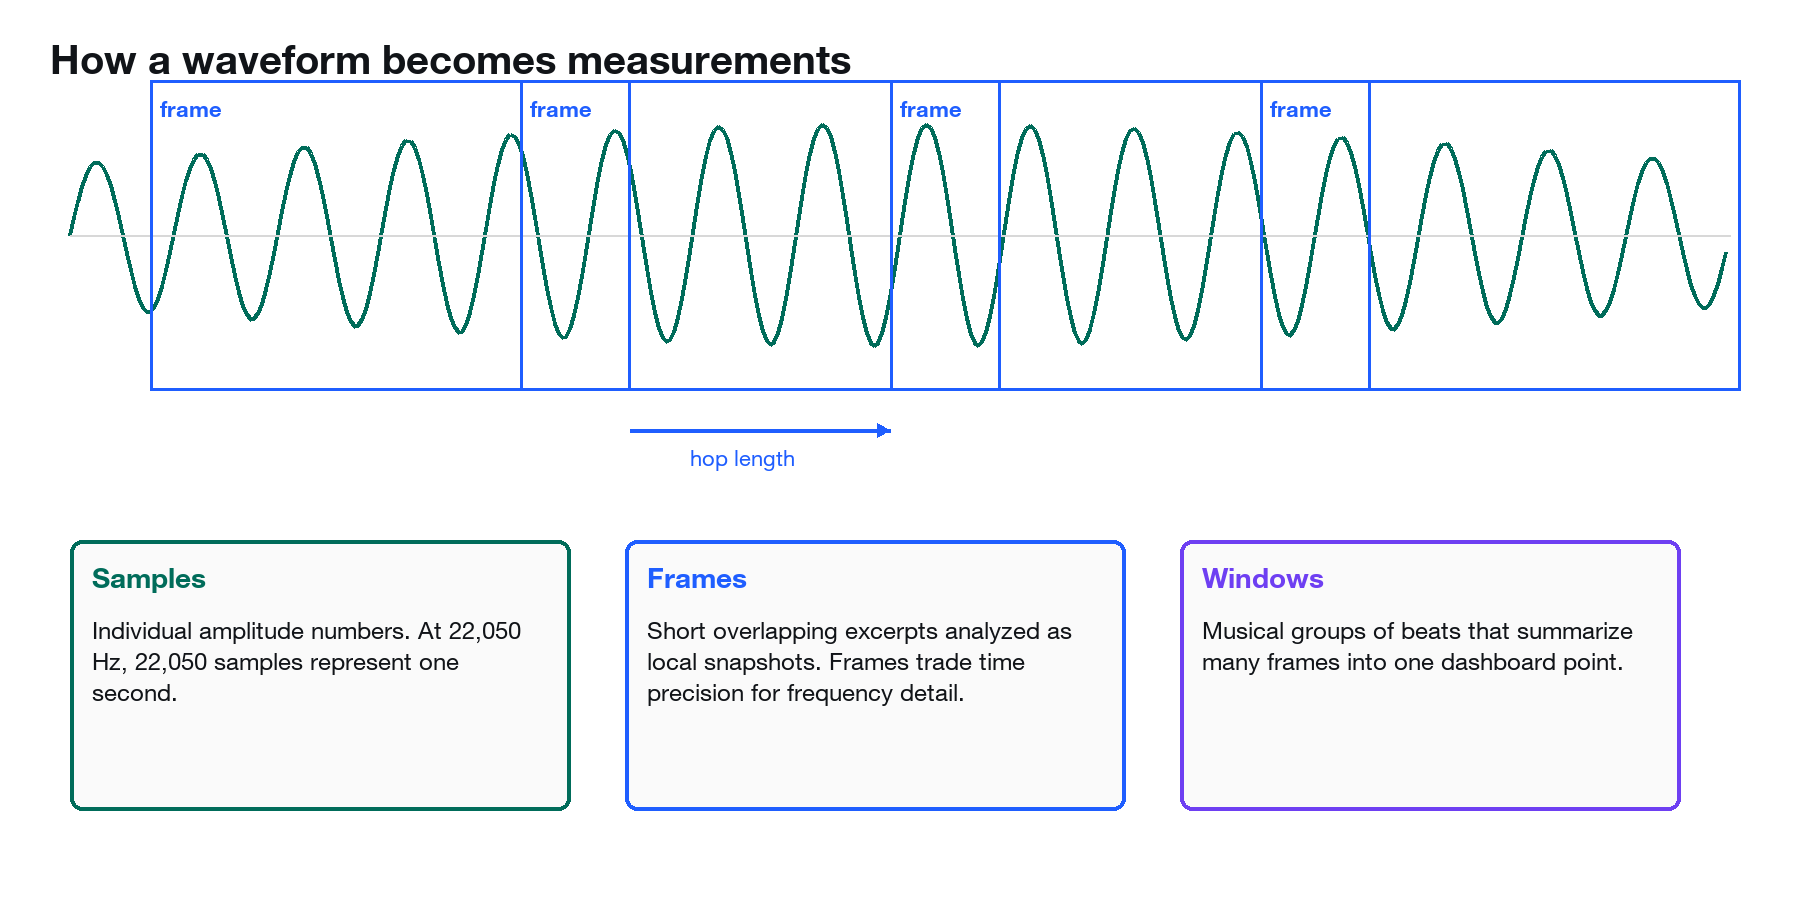 How a waveform becomes measurements
frame
frame
frame
frame
hop length
Samples
Individual amplitude numbers. At 22,050
Hz, 22,050 samples represent one
second.
Frames
Short overlapping excerpts analyzed as
local snapshots. Frames trade time
precision for frequency detail.
Windows
Musical groups of beats that summarize
many frames into one dashboard point.